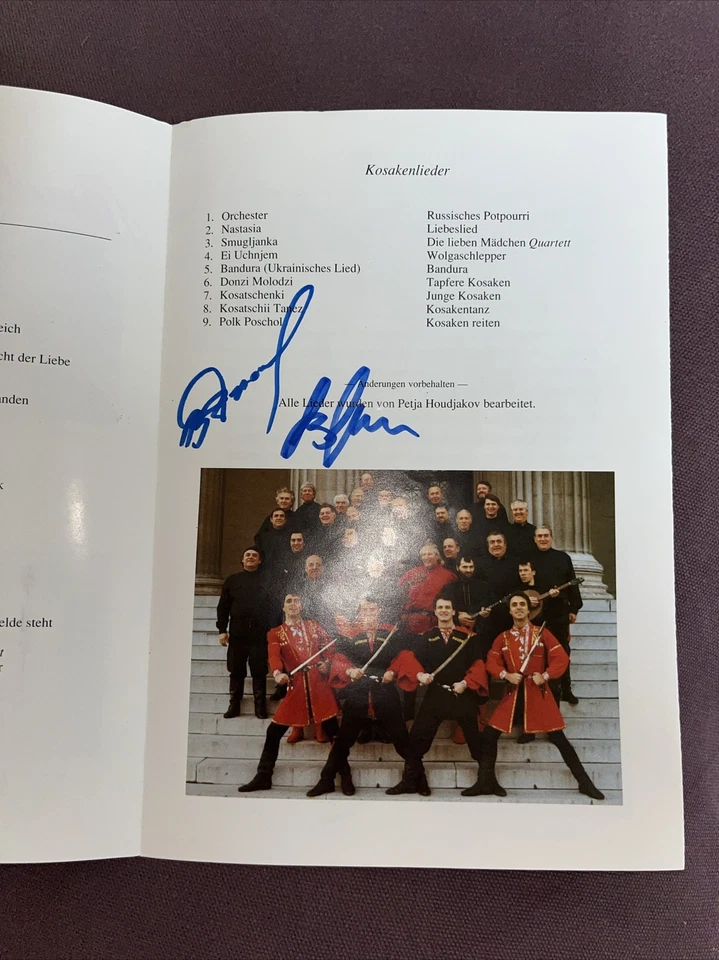 eich
cht der Liebe
nden
k
elde steht
t
r
Kosakenlieder
1. Orchester Russisches Potpourri
2. Nastasia Liebeslied
3. Smugljanka Die lieben Mädchen Quartett
4. Ei Uchnjem Wolgaschlepper
5. Bandura (Ukrainisches Lied) Bandura
6. Donzi Molodzi Tapfere Kosaken
7. Kosatschenki Junge Kosaken
8. Kosatschii Tanez Kosakentanz
9. Polk Poschol Kosaken reiten
— Änderungen vorbehalten —
Alle Lieder wurden von Petja Houdjakov bearbeitet.